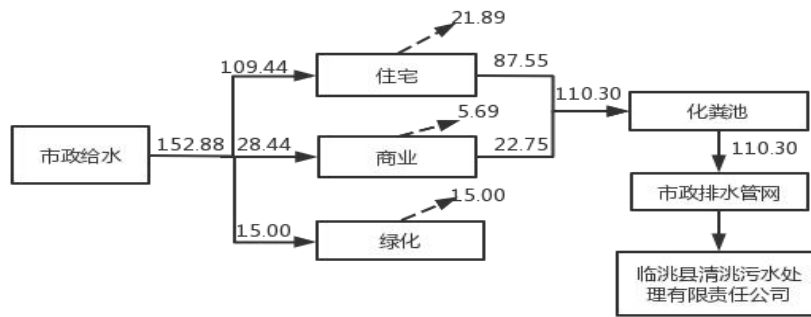 21.89
109.44
住宅
87.55
5.69
110.30
化粪池
市政给水
152.88
28.44
商业
22.75
110.30
15.00
市政排水管网
15.00
绿化
临洮县清洮污水处
理有限责任公司